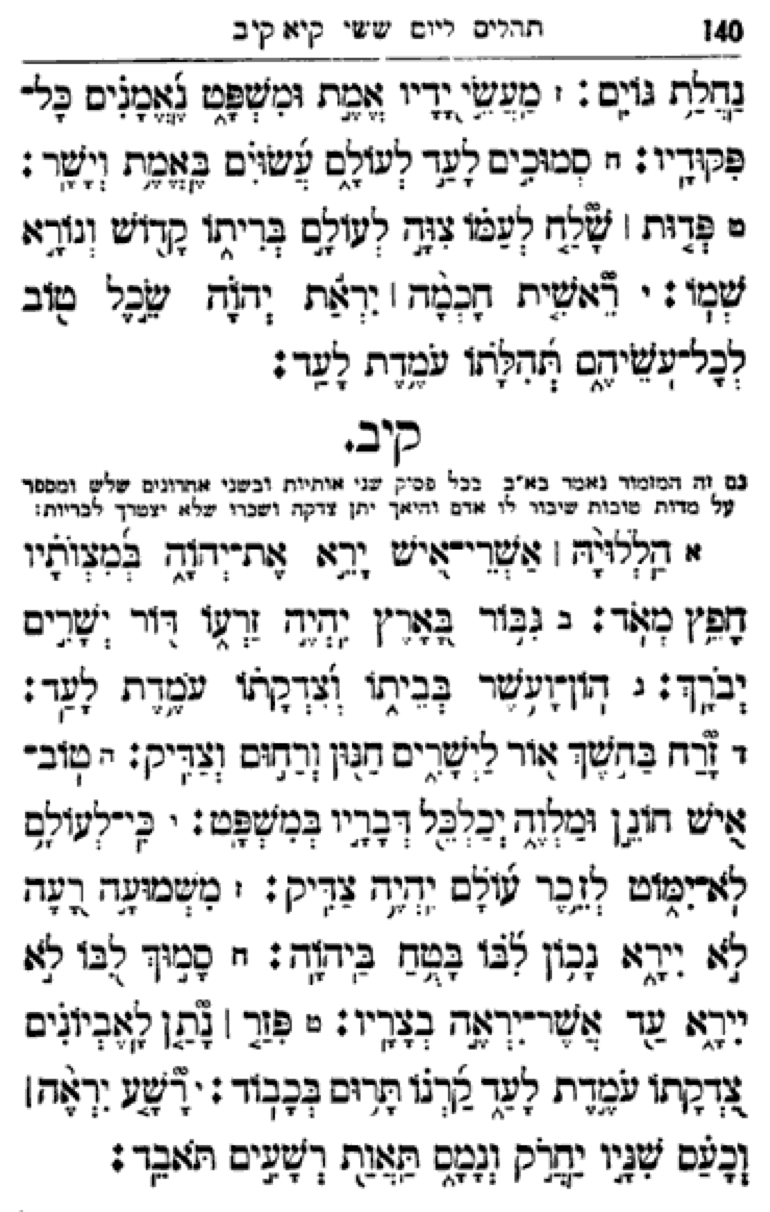 תהלים ליום ששי קיא קיב 140
נַחֲלַת גּוֹיִם׃ ז מַעֲשֵׂי יָדָיו אֱמֶת וּמִשְׁפָּט נֶאֱמָנִים כָּל־
פִּקּוּדָיו׃ ח סְמוּכִים לָעַד לְעוֹלָם עֲשׂוּיִם בֶּאֱמֶת וְיָשָׁר׃
ט פְּדוּת ׀ שָׁלַח לְעַמּוֹ צִוָּה לְעוֹלָם בְּרִיתוֹ קָדוֹשׁ וְנוֹרָא
שְׁמוֹ׃ י רֵאשִׁית חָכְמָה ׀ יִרְאַת יְהוָֹה שֵׂכֶל טוֹב
לְכָל־עֹשֵׂיהֶם תְּהִלָּתוֹ עֹמֶדֶת לָעַד׃
קיב.
גם זה המזמור נאמר בא״ב בכל פסיק שני אותיות ובשני אחרונים שלש ומספר
על מדות טובות שיבור לו אדם והיאך יתן צדקה ושכרו שלא יצטרך לבריות׃
א הַלְלוּיָהּ ׀ אַשְׁרֵי־אִישׁ יָרֵא אֶת־יְהוָֹה בְּמִצְוֹתָיו
חָפֵץ מְאֹד׃ ב גִּבּוֹר בָּאָרֶץ יִהְיֶה זַרְעוֹ דּוֹר יְשָׁרִים
יְבֹרָךְ׃ ג הוֹן־וָעֹשֶׁר בְּבֵיתוֹ וְצִדְקָתוֹ עֹמֶדֶת לָעַד׃
ד זָרַח בַּחֹשֶׁךְ אוֹר לַיְשָׁרִים חַנּוּן וְרַחוּם וְצַדִּיק׃ ה טוֹב־
אִישׁ חוֹנֵן וּמַלְוֶה יְכַלְכֵּל דְּבָרָיו בְּמִשְׁפָּט׃ ו כִּי־לְעוֹלָם
לֹא־יִמּוֹט לְזֵכֶר עוֹלָם יִהְיֶה צַדִּיק׃ ז מִשְּׁמוּעָה רָעָה
לֹא יִירָא נָכוֹן לִבּוֹ בָּטֻחַ בַּיהוָֹה׃ ח סָמוּךְ לִבּוֹ לֹא
יִירָא עַד אֲשֶׁר־יִרְאֶה בְצָרָיו׃ ט פִּזַּר ׀ נָתַן לָאֶבְיוֹנִים
צִדְקָתוֹ עֹמֶדֶת לָעַד קַרְנוֹ תָּרוּם בְּכָבוֹד׃ י רָשָׁע יִרְאֶה ׀
וְכָעַס שִׁנָּיו יַחֲרֹק וְנָמָס תַּאֲוַת רְשָׁעִים תֹּאבֵד׃